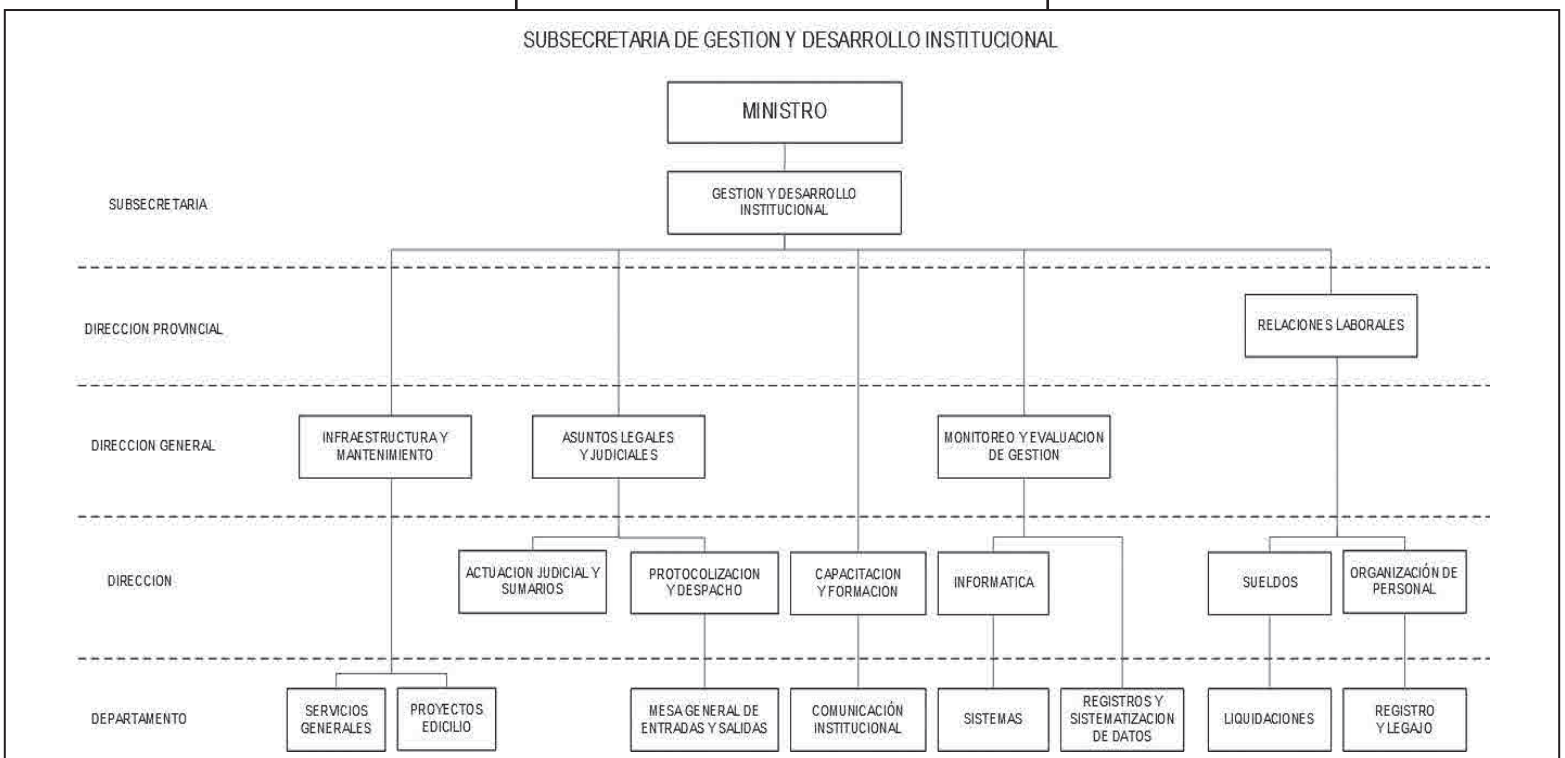 SUBSECRETARIA DE GESTION Y DESARROLLO INSTITUCIONAL
MINISTRO
SUBSECRETARÍA
GESTION Y DESARROLLO
INSTITUCIONAL
DIRECCION PROVINCIAL
RELACIONES LABORALES
DIRECCION GENERAL
INFRAESTRUCTURA Y
MANTENIMIENTO
ASUNTOS LEGALES
Y JUDICIALES
MONITOREO Y EVALUACION
DE GESTION
DIRECCION
ACTUACION JUDICIAL Y
SUMARIOS
PROTOCOLIZACION
Y DESPACHO
CAPACITACION
Y FORMACION
INFORMATICA
SUELDOS
ORGANIZACIÓN DE
PERSONAL
DEPARTAMENTO
SERVICIOS
GENERALES
PROYECTOS
EDICILIO
MESA GENERAL DE
ENTRADAS Y SALIDAS
COMUNICACIÓN
INSTITUCIONAL
SISTEMAS
REGISTROS Y
SISTEMATIZACION
DE DATOS
LIQUIDACIONES
REGISTRO
Y LEGAJO